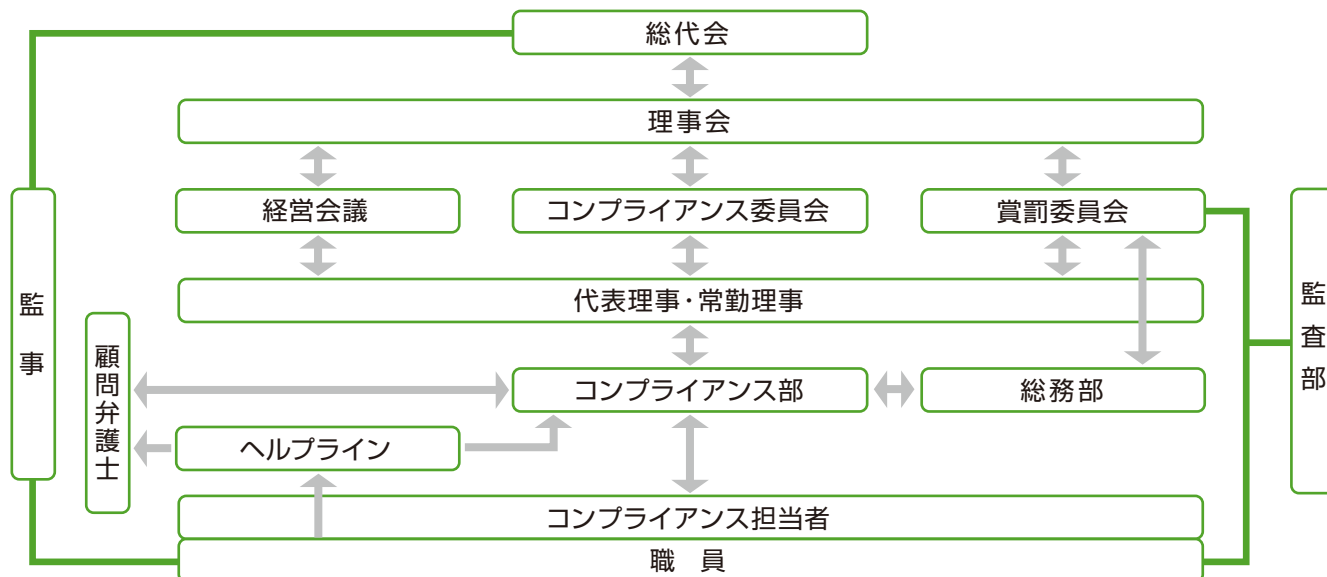 総代会
理事会
経営会議
コンプライアンス委員会
賞罰委員会
代表理事・常勤理事
監事
顧問弁護士
コンプライアンス部
総務部
監査部
ヘルプライン
コンプライアンス担当者
職　員